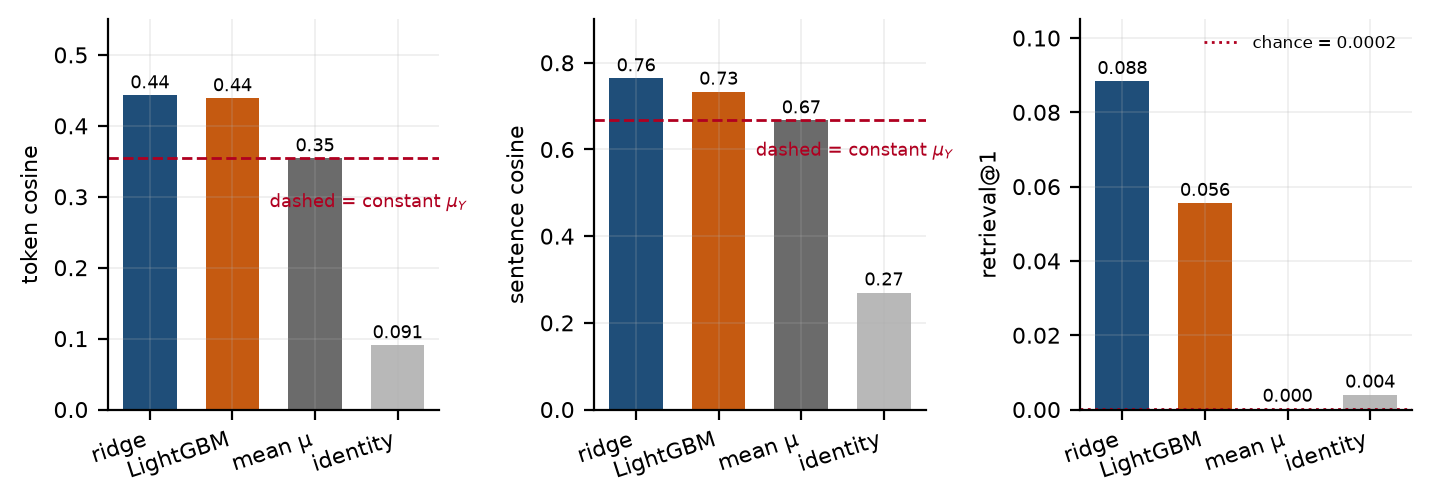 token cosine
0.5
0.4
0.3
0.2
0.1
0.0
0.44
0.44
0.35
0.091
dashed = constant μY
ridge
LightGBM
mean μ
identity
sentence cosine
0.8
0.6
0.4
0.2
0.0
0.76
0.73
0.67
0.27
dashed = constant μY
ridge
LightGBM
mean μ
identity
retrieval@1
0.10
0.08
0.06
0.04
0.02
0.00
chance = 0.0002
0.088
0.056
0.000
0.004
ridge
LightGBM
mean μ
identity